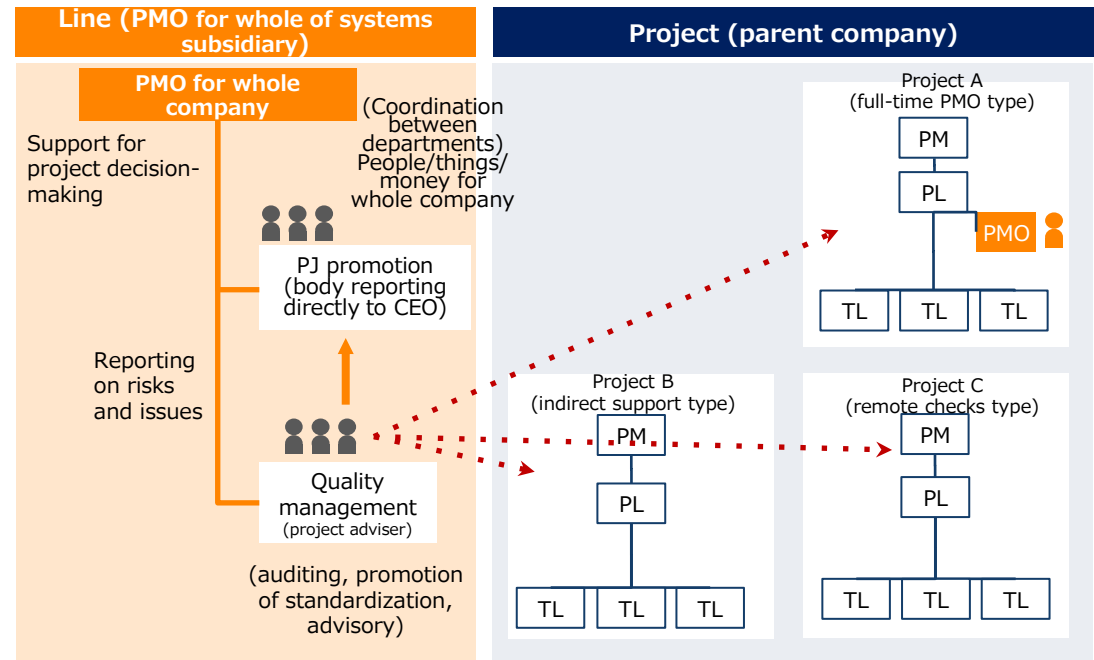 Line (PMO for whole of systems
subsidiary)
Project (parent company)
PMO for whole
company
(Coordination
between
departments)
People/things/
money for
whole company
Support for
project decision-
making
PJ promotion
(body reporting
directly to CEO)
Reporting
on risks
and issues
Quality
management
(project adviser)
(auditing, promotion
of standardization,
advisory)
Project A
(full-time PMO type)
PM
PL
PMO
TL
TL
TL
Project B
(indirect support type)
PM
PL
TL
TL
TL
Project C
(remote checks type)
PM
PL
TL
TL
TL